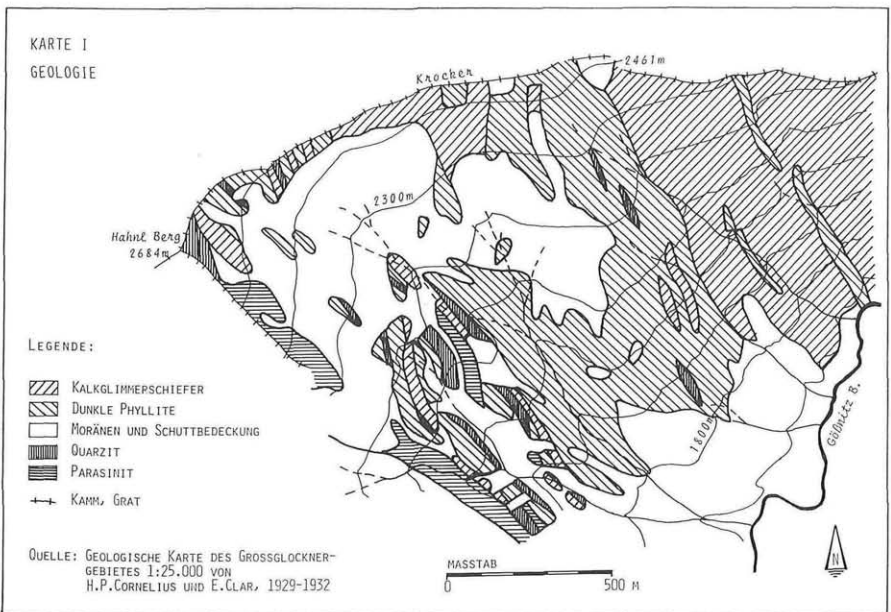 KARTE I
GEOLOGIE
Krocker
2461m
2300m
Hahnl Berg
2684m
1.800m
Gößnitz B.
LEGENDE:
KALKGLIMMERSCHIEFER
DUNKLE PHYLLITE
MORÄNEN UND SCHUTTBEDECKUNG
QUARZIT
PARASINIT
KAMM, GRAT
QUELLE: GEOLOGISCHE KARTE DES GROSSGLOCKNER-
GEBIETES 1:25.000 VON
H.P.CORNELIUS UND E.CLAR, 1929-1932
MASSTAB
0 500 M
N